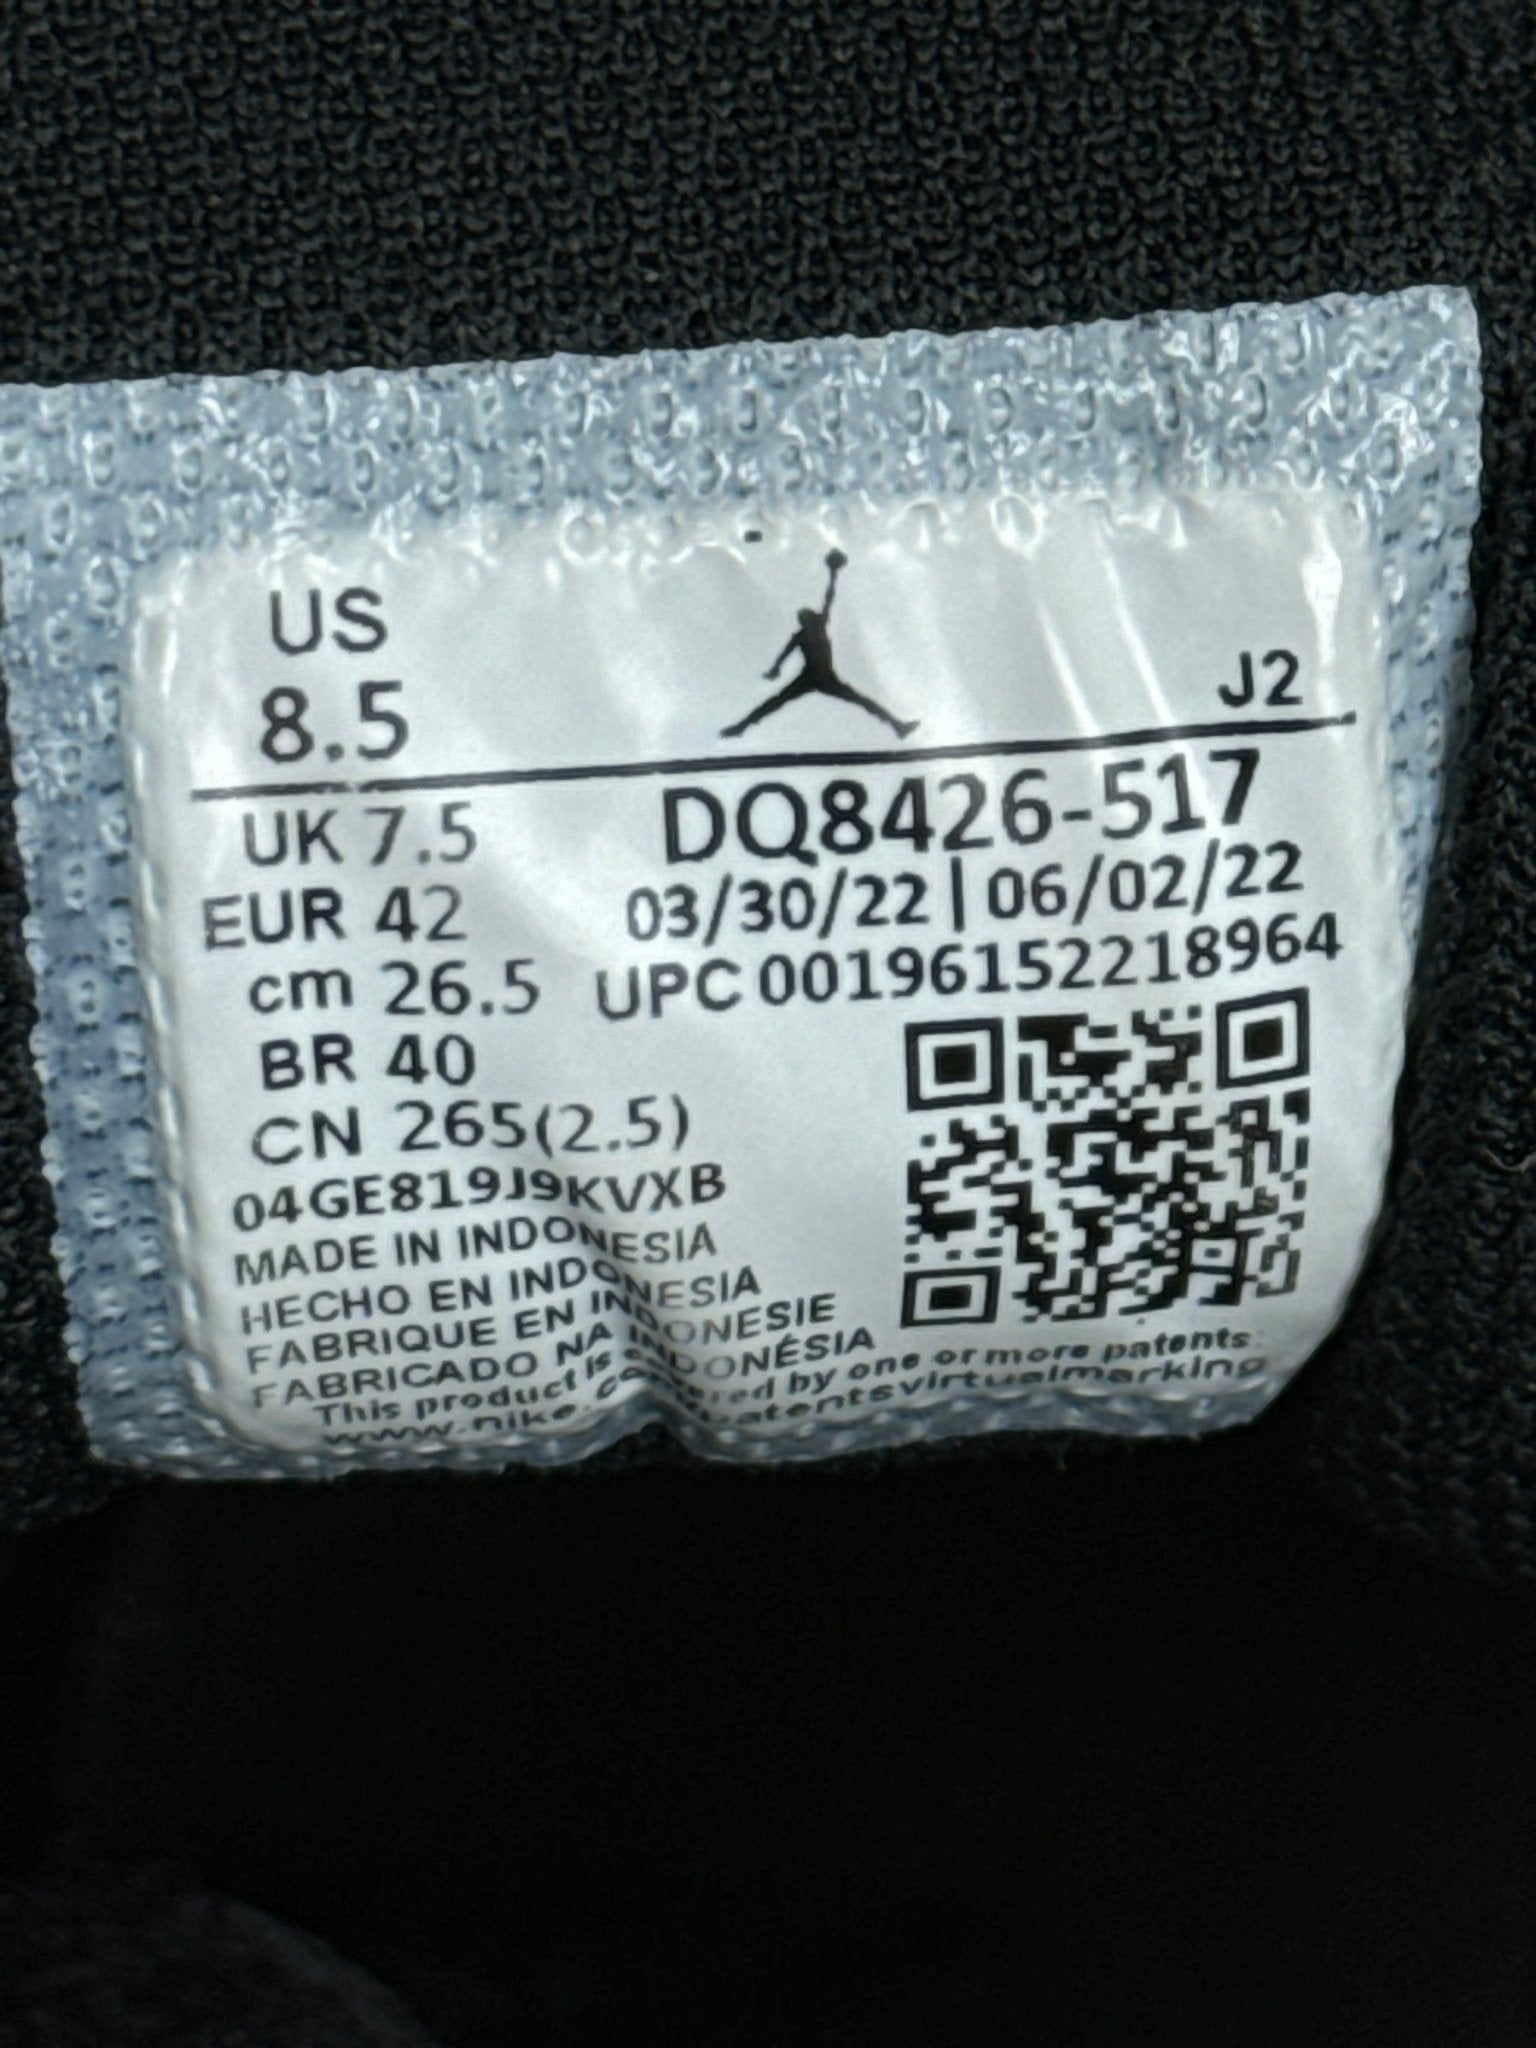 US
8.5
J2
UK 7.5
DQ8426-517
EUR 42
03/30/22 | 06/02/22
cm 26.5
UPC 00196152218964
BR 40
CN 265(2.5)
04GE819J9KVXB
MADE IN INDONESIA
HECHO EN INDONESIA
FABRIQUE EN INDONESIE
FABRICADO NA INDONÉSIA
This product is covered by one or more patents.
www.nike.